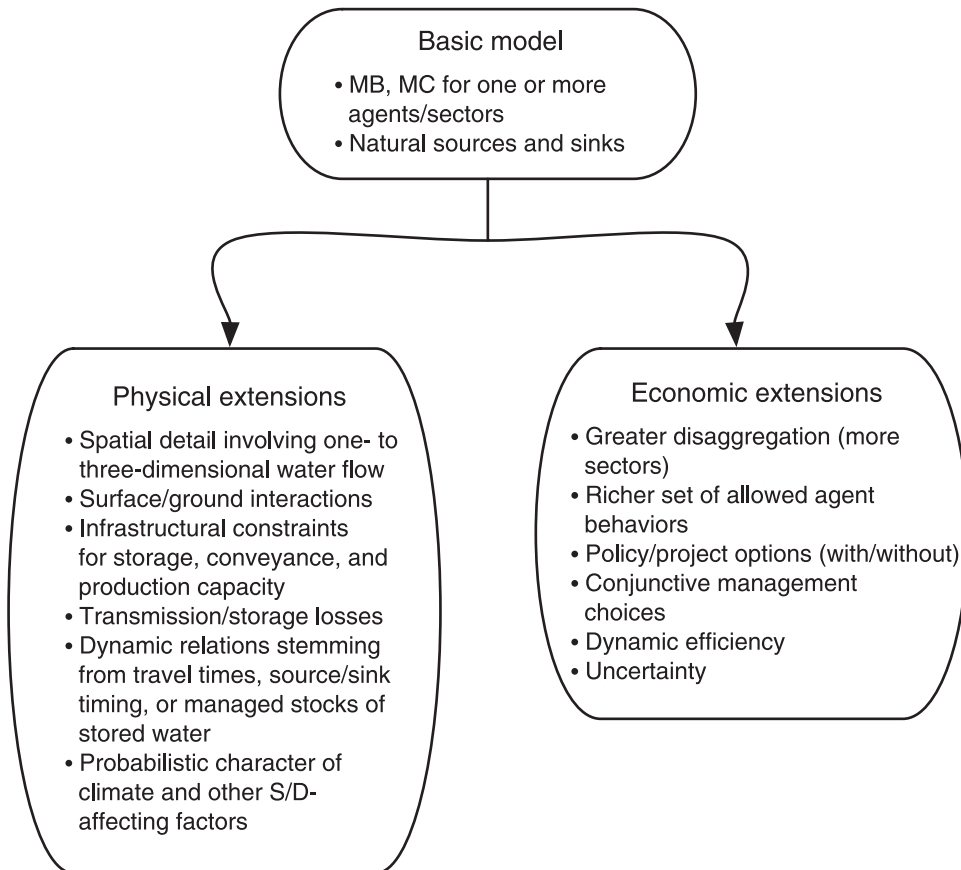 Basic model
• MB, MC for one or more
agents/sectors
• Natural sources and sinks
Physical extensions
• Spatial detail involving one- to
three-dimensional water flow
• Surface/ground interactions
• Infrastructural constraints
for storage, conveyance, and
production capacity
• Transmission/storage losses
• Dynamic relations stemming
from travel times, source/sink
timing, or managed stocks of
stored water
• Probabilistic character of
climate and other S/D-
affecting factors
Economic extensions
• Greater disaggregation (more
sectors)
• Richer set of allowed agent
behaviors
• Policy/project options (with/without)
• Conjunctive management
choices
• Dynamic efficiency
• Uncertainty